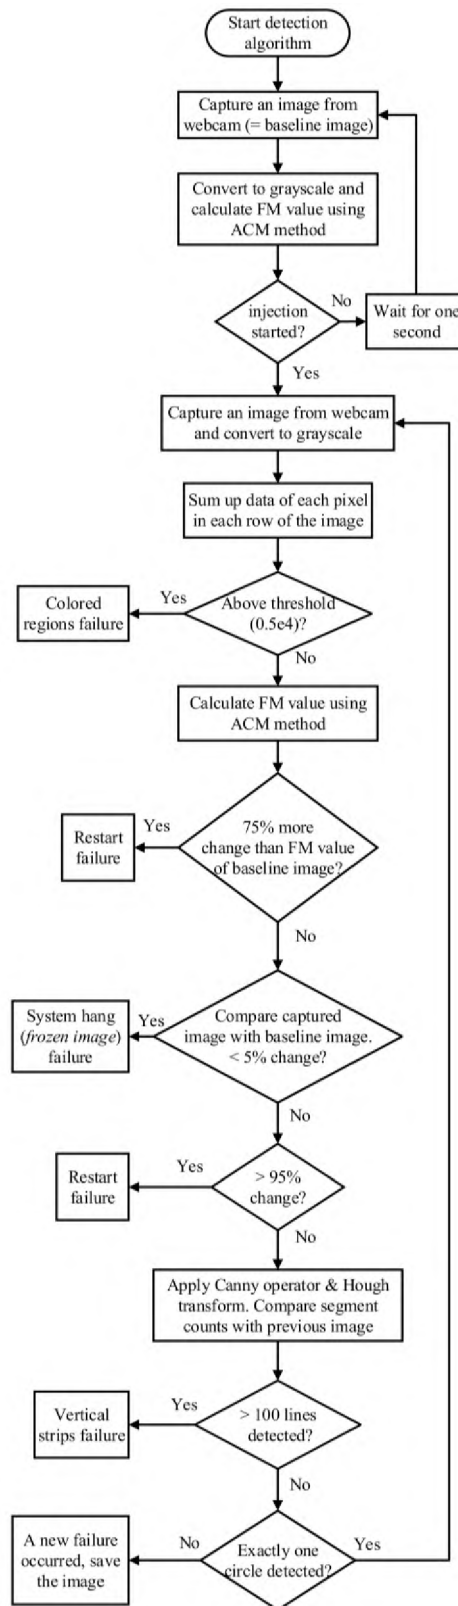 Start detection
algorithm
Capture an image from
webcam (= baseline image)
Convert to grayscale and
calculate FM value using
ACM method
injection
started?
No
Wait for one
second
Yes
Capture an image from webcam
and convert to grayscale
Sum up data of each pixel
in each row of the image
Above threshold
(0.5e4)?
Yes
Colored
regions failure
No
Calculate FM value using
ACM method
75% more
change than FM value
of baseline image?
Yes
Restart
failure
No
Compare captured
image with baseline image.
< 5% change?
Yes
System hang
(frozen image)
failure
No
> 95%
change?
Yes
Restart
failure
No
Apply Canny operator & Hough
transform. Compare segment
counts with previous image
> 100 lines
detected?
Yes
Vertical
strips failure
No
Exactly one
circle detected?
No
A new failure
occurred, save
the image
Yes